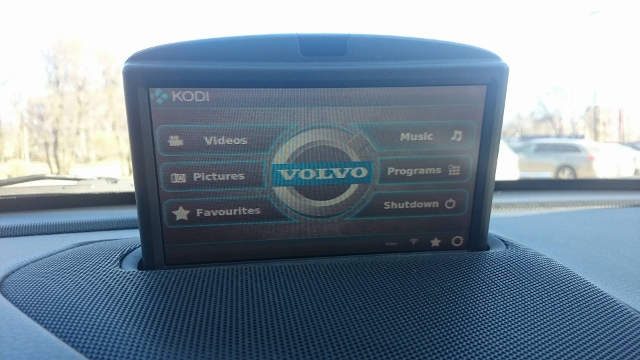 KODI
Videos
Music
Pictures
VOLVO
Programs
Favourites
Shutdown